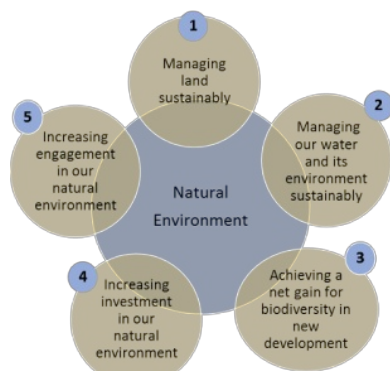 1
Managing
land
sustainably
2
Managing
our water
and its
environment
sustainably
3
Achieving a
net gain for
biodiversity in
new
development
4
Increasing
investment
in our
natural
environment
5
Increasing
engagement
in our
natural
environment
Natural
Environment